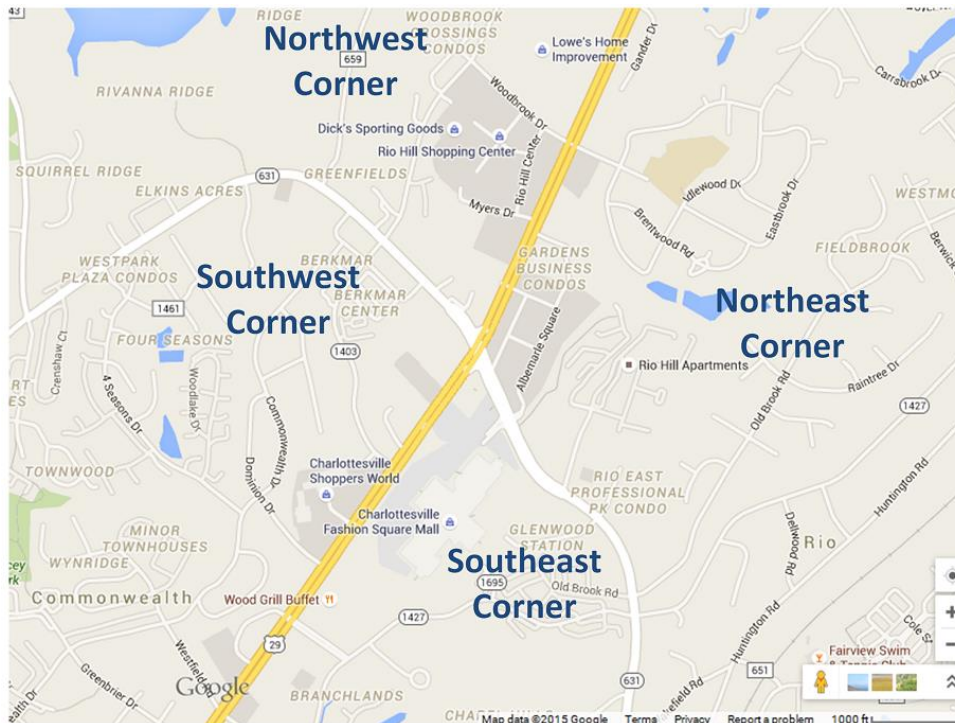 43
RIDGE
WOODBROOK
CROSSINGS
CONDOS
Northwest
Corner
659
Lowe's Home
Improvement
Gander Dr
Carrsbrook Dr
RIVANNA RIDGE
Woodbrook Dr
Dick's Sporting Goods
Rio Hill Shopping Center
Rio Hill Center
SQUIRREL RIDGE
631
GREENFIELDS
ELKINS ACRES
Myers Dr
Idlewood Dr
Brentwood Rd
Eastbrook Dr
WESTMO
Berwick
FIELDBROOK
WESTPARK
PLAZA CONDOS
Southwest
Corner
BERKMAR
BERKMAR
CENTER
GARDENS
BUSINESS
CONDOS
Northeast
Corner
1461
FOUR SEASONS
1403
Albemarle Square
Rio Hill Apartments
Crenshaw Ct
4 Seasons Dr
Woodlake Dr
Commonwealth Dr
Dominion Dr
Old Brook Rd
Raintree Dr
1427
TOWNWOOD
Charlottesville
Shoppers World
Charlottesville
Fashion Square Mall
RIO EAST
PROFESSIONAL
PK CONDO
Huntington Rd
Dellwood Rd
Rio
MINOR
TOWNHOUSES
WYNRIDGE
GLENWOOD
STATION
Southeast
Corner
1695
Old Brook Rd
Commonwealth
Wood Grill Buffet
1427
Huntington Rd
Cole St
29
Westfield Rd
Greenbrier Dr
Google
BRANCHLANDS
631
651
Fairview Swim
& Tennis Club
Map data ©2015 Google Terms Privacy Report a problem 1000 ft